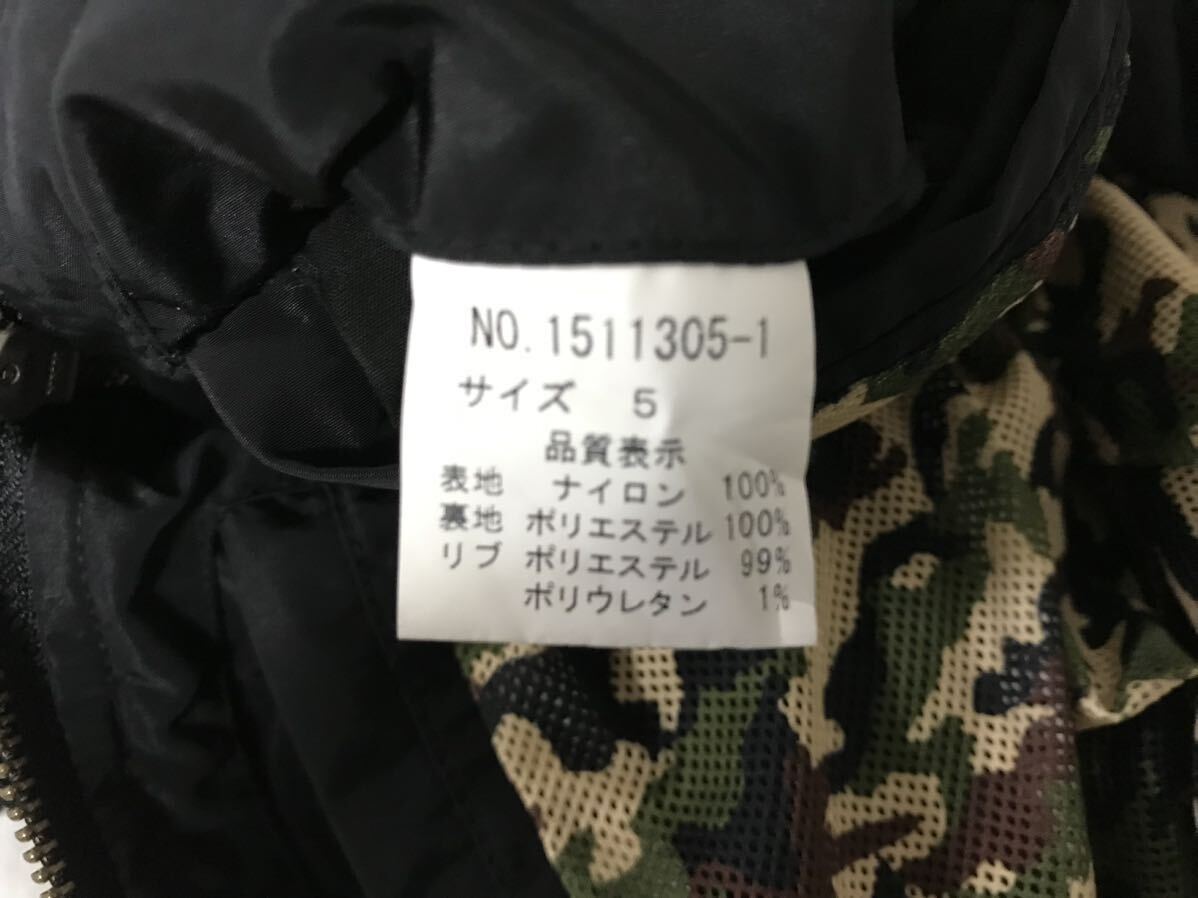 NO.1511305-1
サイズ 5
品質表示
表地 ナイロン 100%
裏地 ポリエステル 100%
リブ ポリエステル 99%
ポリウレタン 1%